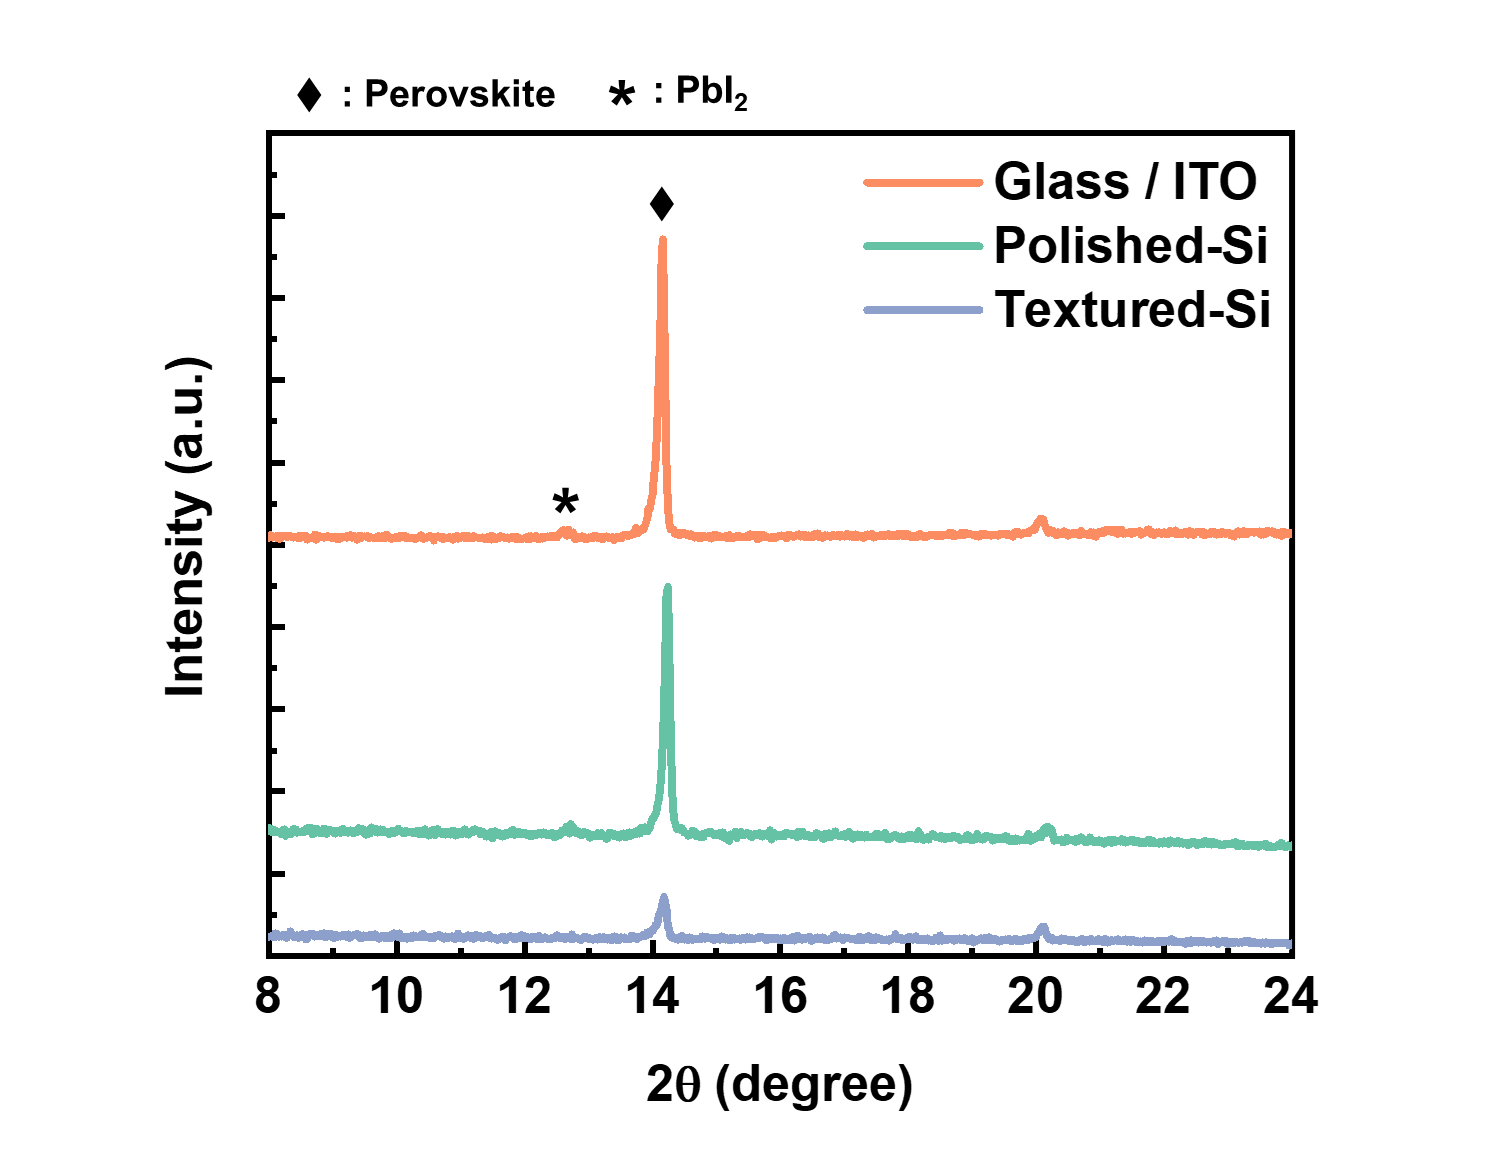 ♦ : Perovskite * : PbI₂
Glass / ITO
Polished-Si
Textured-Si
♦
*
Intensity (a.u.)
8 10 12 14 16 18 20 22 24
2θ (degree)